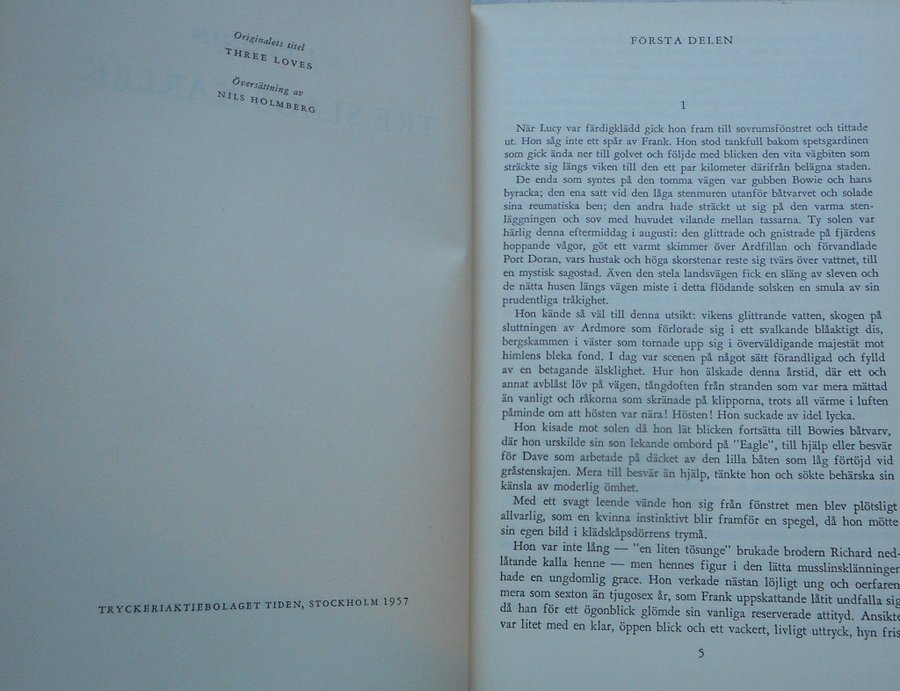 Originalets titel
THREE LOVES
Översättning av
NILS HOLMBERG
TRYCKERIAKTIEBOLAGET TIDEN, STOCKHOLM 1957
FÖRSTA DELEN
1
När Lucy var färdigklädd gick hon fram till sovrumsfönstret och tittade
ut. Hon såg inte ett spår av Frank. Hon stod tankfull bakom spetsgardinen
som gick ända ner till golvet och följde med blicken den vita vägbiten som
sträckte sig längs viken till den ett par kilometer därifrån belägna staden.
De enda som syntes på den tomma vägen var gubben Bowie och hans
byracka; den ena satt vid den låga stenmuren utanför båtvarvet och solade
sina reumatiska ben; den andra hade sträckt ut sig på den varma sten-
läggningen och sov med huvudet vilande mellan tassarna. Ty solen var
härlig denna eftermiddag i augusti: den glittrade och gnistrade på fjärdens
hoppande vågor, göt ett varmt skimmer över Ardfillan och förvandlade
Port Doran, vars hustak och höga skorstenar reste sig tvärs över vattnet, till
en mystisk sagostad. Även den stela landsvägen fick en släng av sleven och
de nätta husen längs vägen miste i detta flödande solsken en smula av sin
prudentliga tråkighet.
Hon kände så väl till denna utsikt: vikens glittrande vatten, skogen på
sluttningen av Ardmore som förlorade sig i ett svalkande blåaktigt dis,
bergskammen i väster som tornade upp sig i överväldigande majestät mot
himlens bleka fond. I dag var scenen på något sätt förandligad och fylld
av en betagande älsklighet. Hur hon älskade denna årstid, där ett och
annat avblåst löv på vägen, tångdoften från stranden som var mera mättad
än vanligt och råkorna som skränade på klipporna, trots all värme i luften
påminde om att hösten var nära! Hösten! Hon suckade av idel lycka.
Hon kisade mot solen då hon lät blicken fortsätta till Bowies båtvarv,
där hon urskilde sin son lekande ombord på ”Eagle”, till hjälp eller besvär
för Dave som arbetade på däcket av den lilla båten som låg förtöjd vid
gråstenskajen. Mera till besvär än hjälp, tänkte hon och sökte behärska sin
känsla av moderlig ömhet.
Med ett svagt leende vände hon sig från fönstret men blev plötsligt
allvarlig, som en kvinna instinktivt blir framför en spegel, då hon mötte
sin egen bild i klädskåpsdörrens trymå.
Hon var inte lång — ”en liten tösunge” brukade brodern Richard ned-
låtande kalla henne — men hennes figur i den lätta musslinsklänningen
hade en ungdomlig grace. Hon verkade nästan löjligt ung och oerfaren
mera som sexton än tjugosex år, som Frank uppskattande låtit undfalla sig
då han för ett ögonblick glömde sin vanliga reserverade attityd. Ansikte
var litet med en klar, öppen blick och ett vackert, livligt uttryck, hyn fris
5